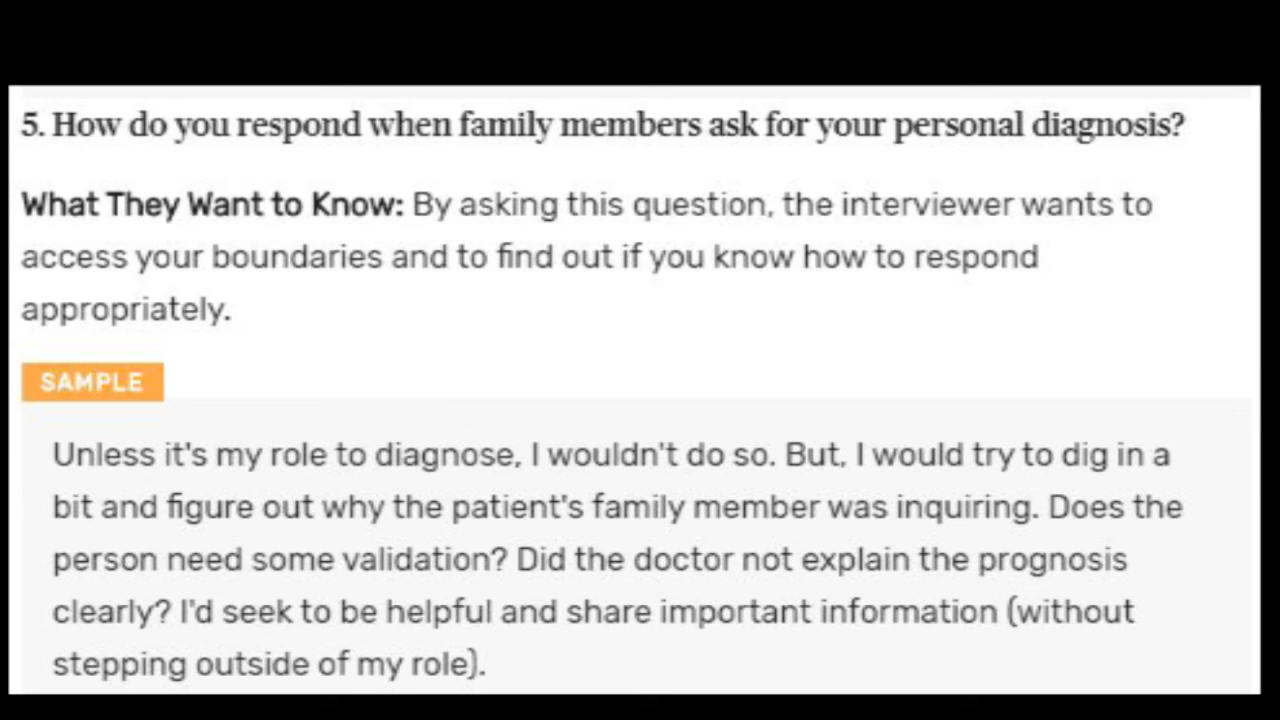 5. How do you respond when family members ask for your personal diagnosis?
What They Want to Know: By asking this question, the interviewer wants to
access your boundaries and to find out if you know how to respond
appropriately.
SAMPLE
Unless it's my role to diagnose, I wouldn't do so. But, I would try to dig in a
bit and figure out why the patient's family member was inquiring. Does the
person need some validation? Did the doctor not explain the prognosis
clearly? I'd seek to be helpful and share important information (without
stepping outside of my role).